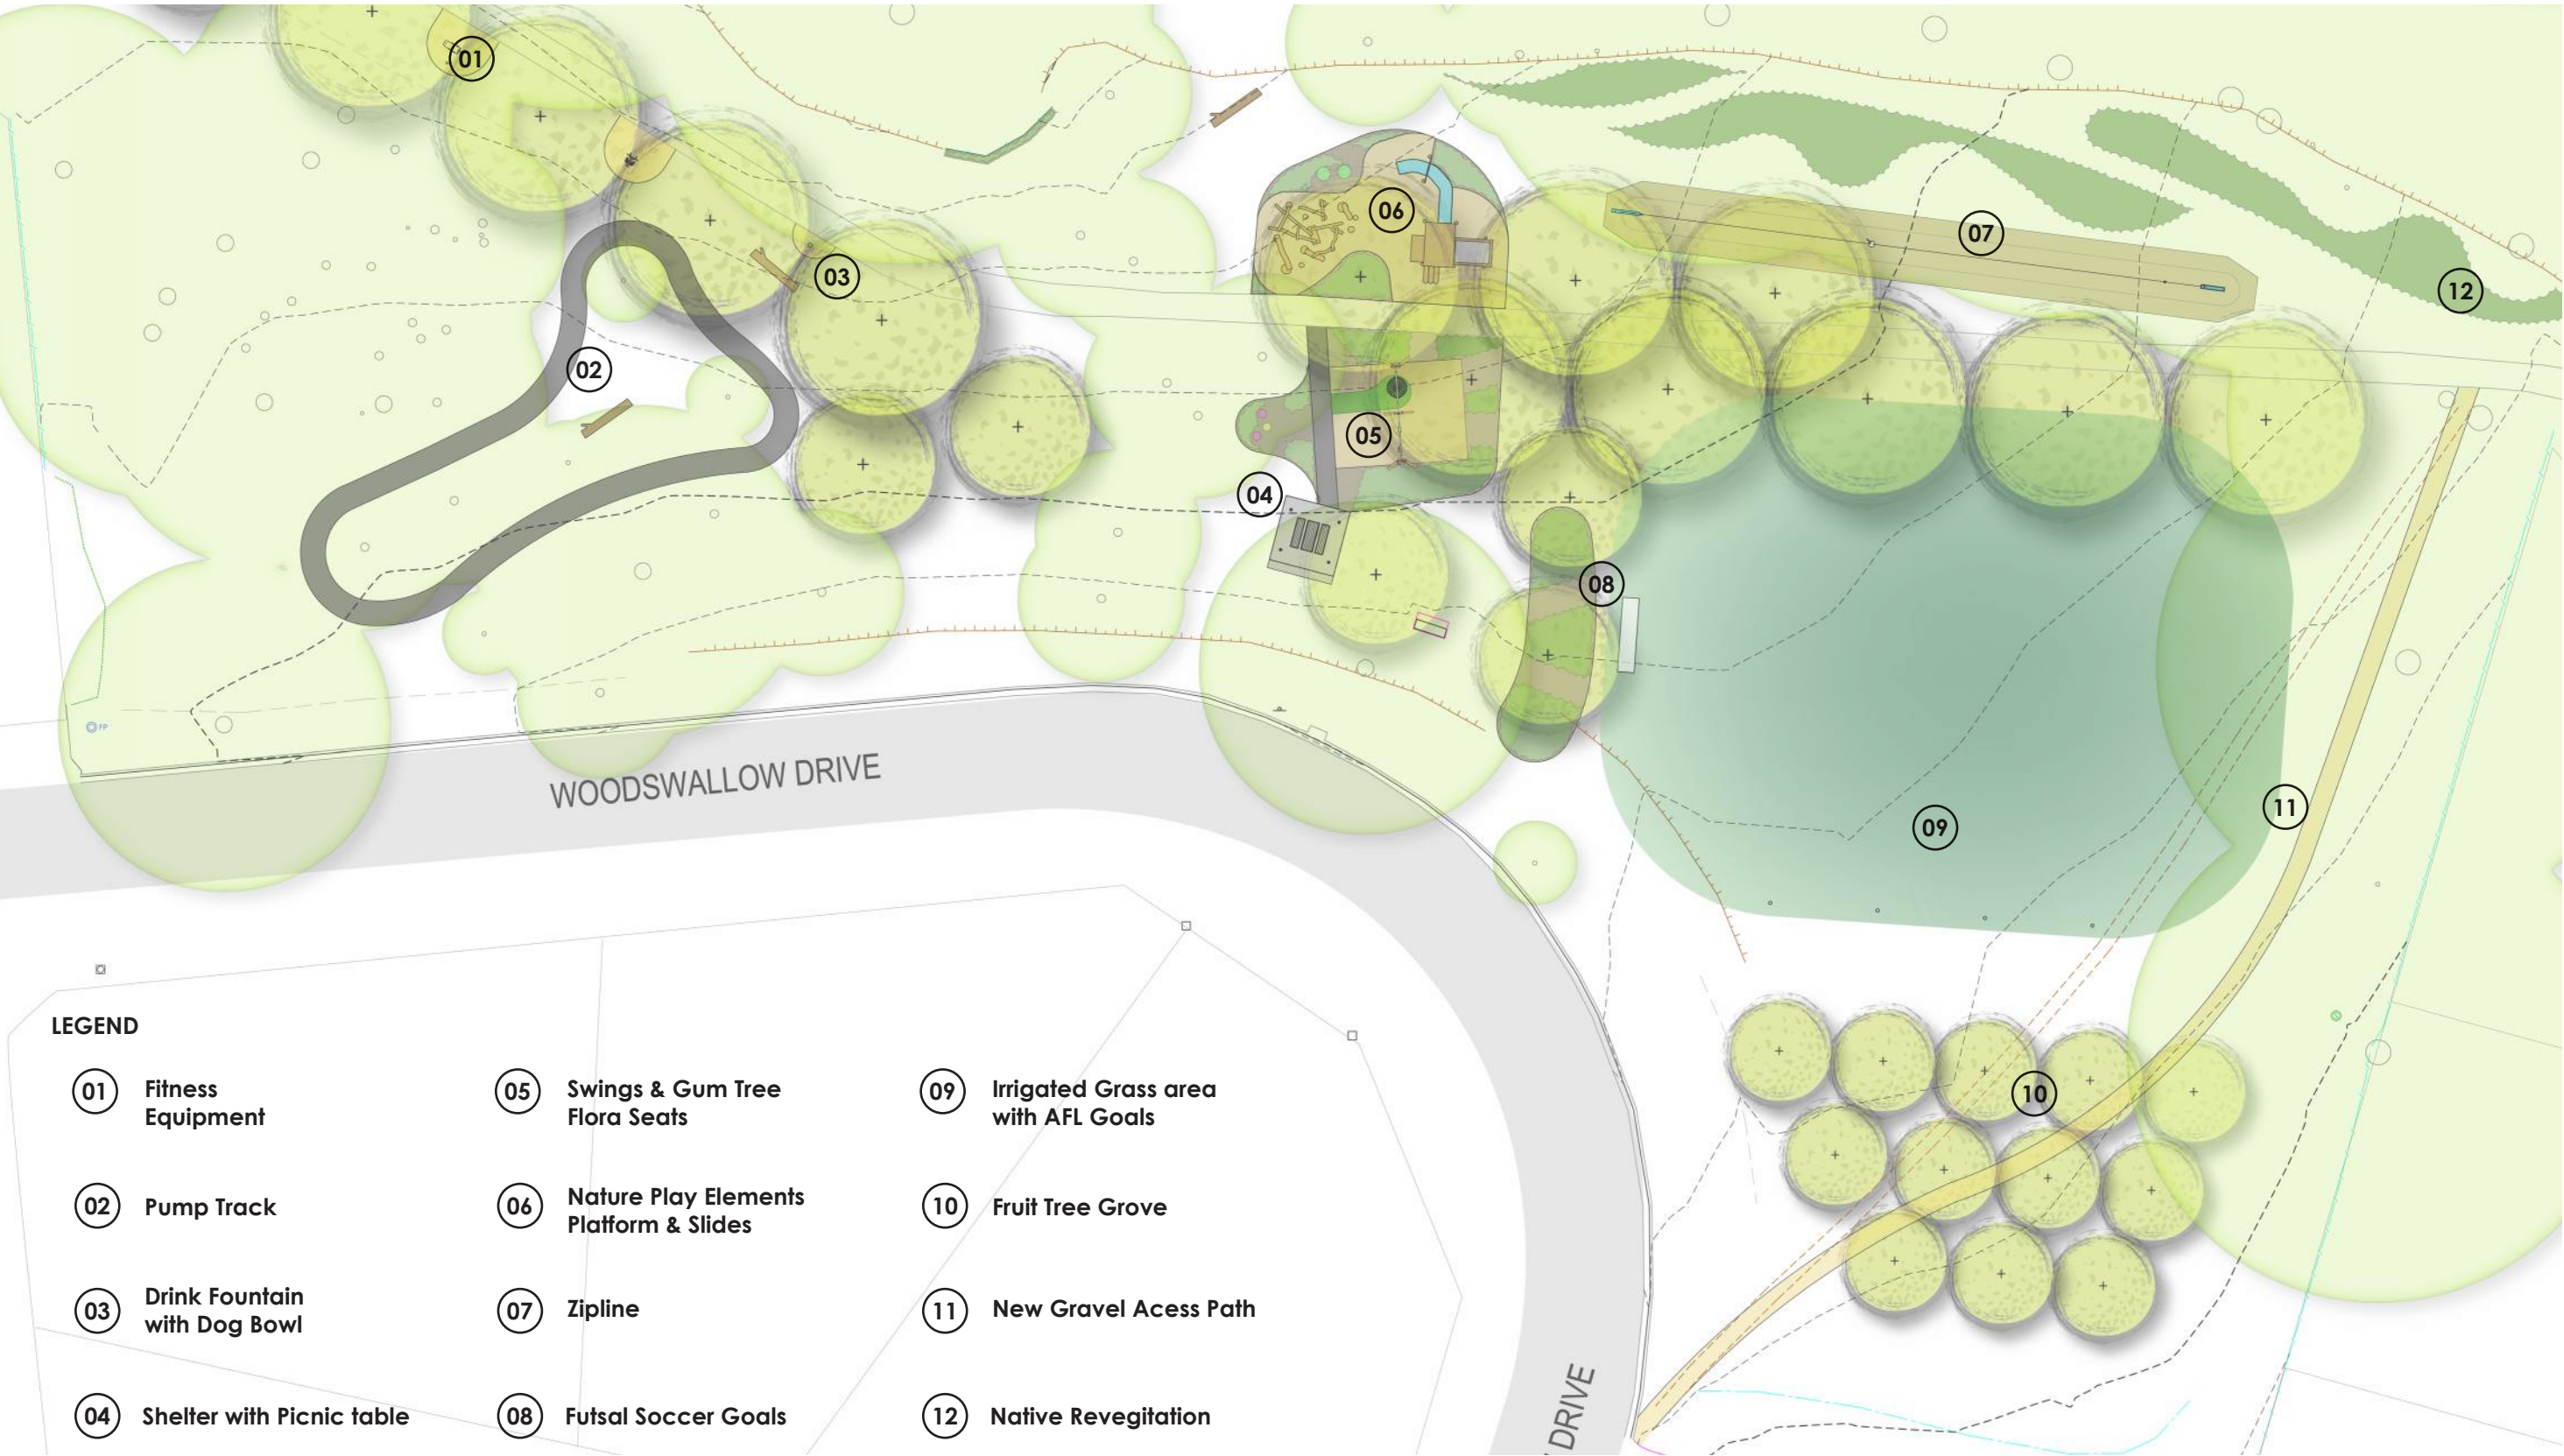 01
02
03
04
05
06
07
08
09
10
11
12
FP
WOODSWALLOW DRIVE
DRIVE
LEGEND
01 Fitness
Equipment
02 Pump Track
03 Drink Fountain
with Dog Bowl
04 Shelter with Picnic table
05 Swings & Gum Tree
Flora Seats
06 Nature Play Elements
Platform & Slides
07 Zipline
08 Futsal Soccer Goals
09 Irrigated Grass area
with AFL Goals
10 Fruit Tree Grove
11 New Gravel Acess Path
12 Native Revegitation